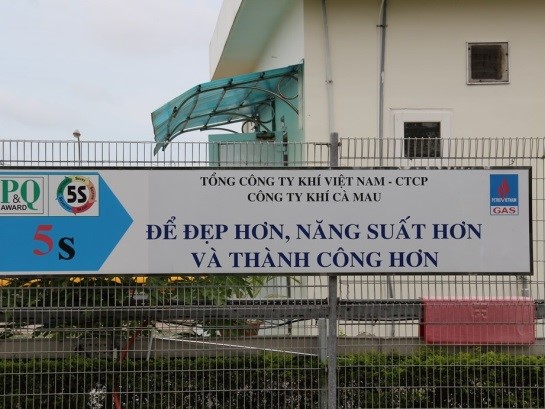 P&Q
AWARD
5S
5S
TỔNG CÔNG TY KHÍ VIỆT NAM - CTCP
CÔNG TY KHÍ CÀ MAU
ĐỂ ĐẸP HƠN, NĂNG SUẤT HƠN
VÀ THÀNH CÔNG HƠN
PETROVIETNAM
GAS